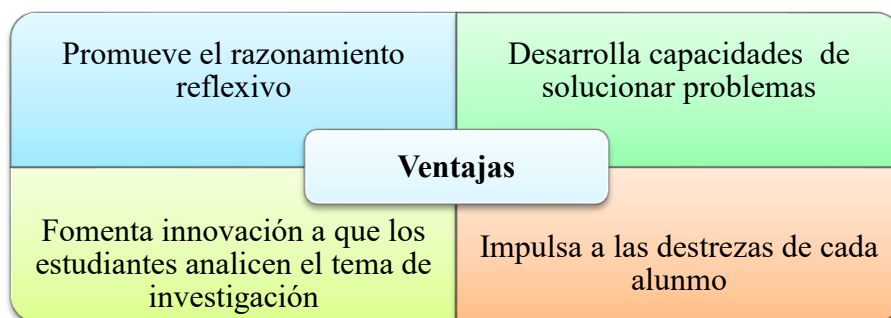 Promueve el razonamiento
reflexivo
Desarrolla capacidades  de
solucionar problemas
Ventajas
Fomenta innovación a que los
estudiantes analicen el tema de
investigación
Impulsa a las destrezas de cada
alunmo